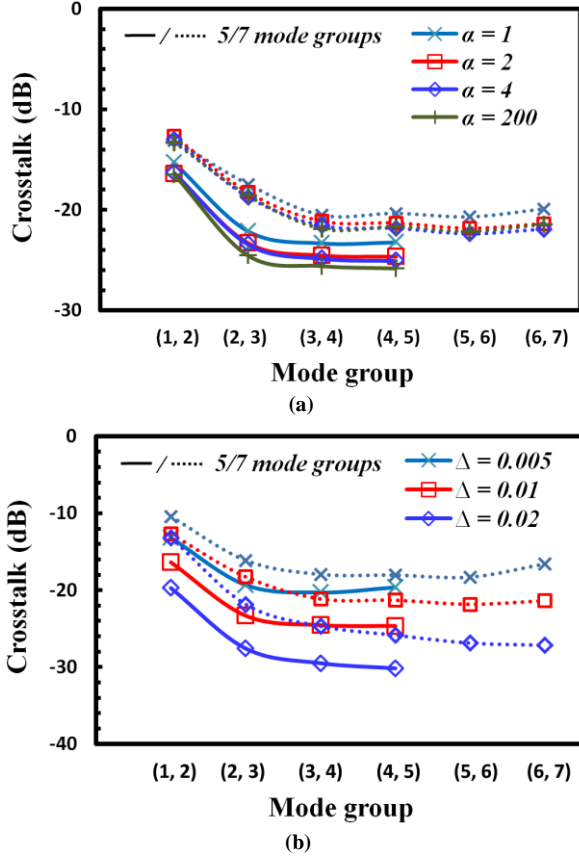 0
5/7 mode groups
α = 1
α = 2
α = 4
α = 200
-10
-20
-30
Crosstalk (dB)
(1, 2) (2, 3) (3, 4) (4, 5) (5, 6) (6, 7)
Mode group
(a)
0
5/7 mode groups
Δ = 0.005
Δ = 0.01
Δ = 0.02
-10
-20
-30
-40
Crosstalk (dB)
(1, 2) (2, 3) (3, 4) (4, 5) (5, 6) (6, 7)
Mode group
(b)